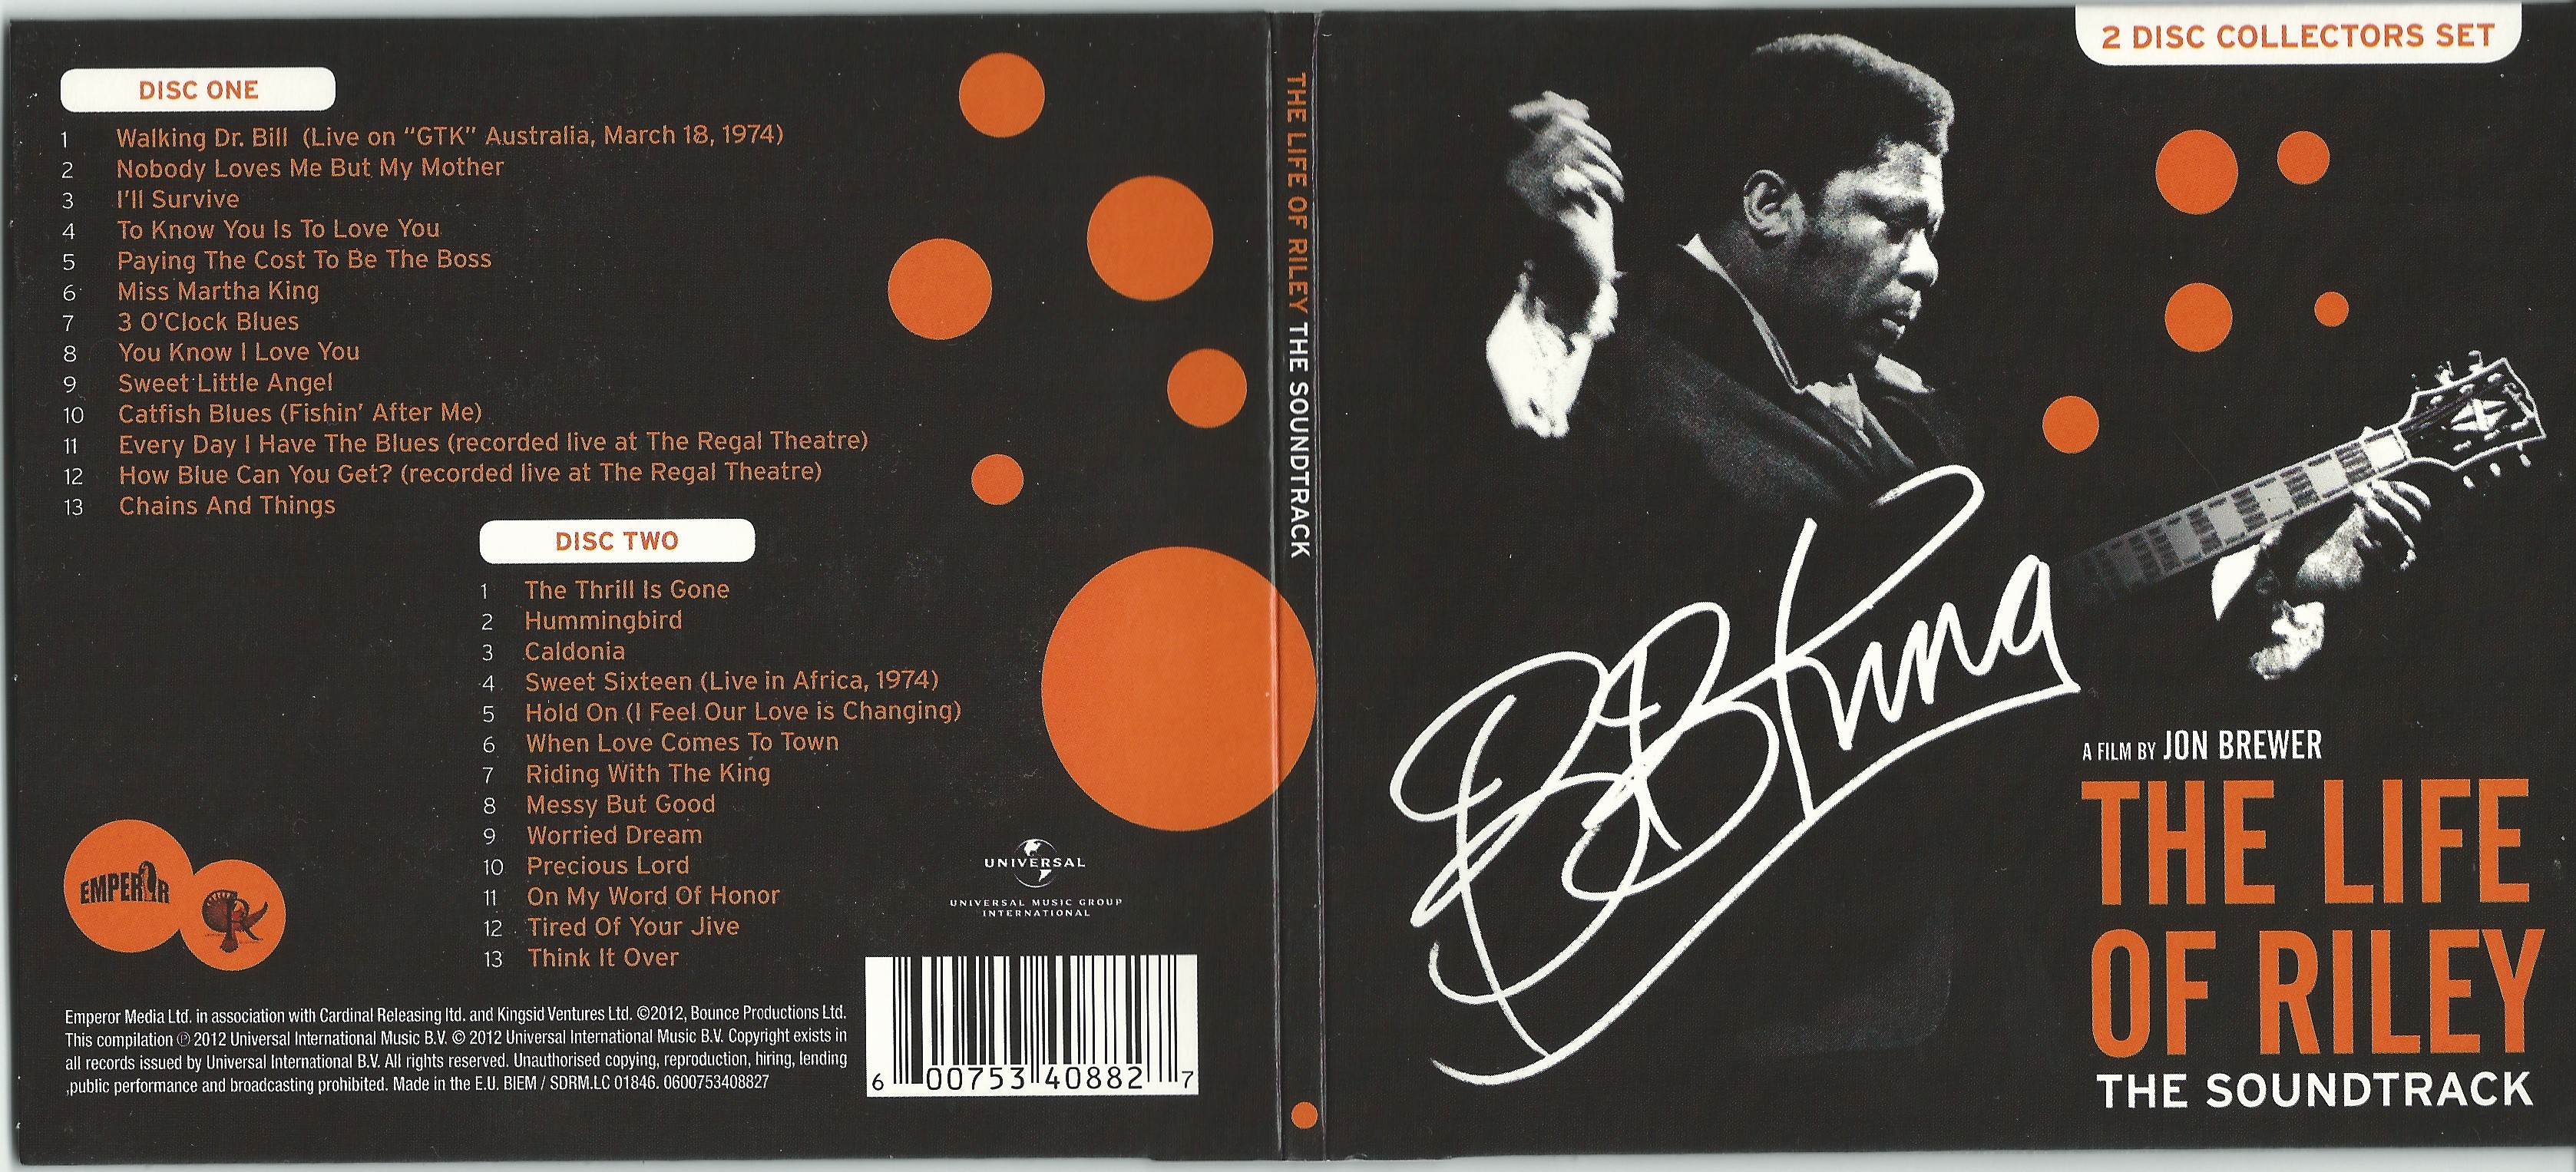 DISC ONE
1 Walking Dr. Bill (Live on "GTK" Australia, March 18, 1974)
2 Nobody Loves Me But My Mother
3 I'll Survive
4 To Know You Is To Love You
5 Paying The Cost To Be The Boss
6 Miss Martha King
7 3 O'Clock Blues
8 You Know I Love You
9 Sweet Little Angel
10 Catfish Blues (Fishin' After Me)
11 Every Day I Have The Blues (recorded live at The Regal Theatre)
12 How Blue Can You Get? (recorded live at The Regal Theatre)
13 Chains And Things
DISC TWO
1 The Thrill Is Gone
2 Hummingbird
3 Caldonia
4 Sweet Sixteen (Live in Africa, 1974)
5 Hold On (I Feel Our Love is Changing)
6 When Love Comes To Town
7 Riding With The King
8 Messy But Good
9 Worried Dream
10 Precious Lord
11 On My Word Of Honor
12 Tired Of Your Jive
13 Think It Over
EMPEROR
UNIVERSAL
UNIVERSAL MUSIC GROUP
INTERNATIONAL
Emperor Media Ltd. in association with Cardinal Releasing ltd. and Kingsid Ventures Ltd. ©2012, Bounce Productions Ltd.
This compilation ℗ 2012 Universal International Music B.V. © 2012 Universal International Music B.V. Copyright exists in
all records issued by Universal International B.V. All rights reserved. Unauthorised copying, reproduction, hiring, lending
,public performance and broadcasting prohibited. Made in the E.U. BIEM / SDRM.LC 01846. 0600753408827
6 00753 40882 7
THE LIFE OF RILEY THE SOUNDTRACK
2 DISC COLLECTORS SET
BB King
A FILM BY JON BREWER
THE LIFE
OF RILEY
THE SOUNDTRACK